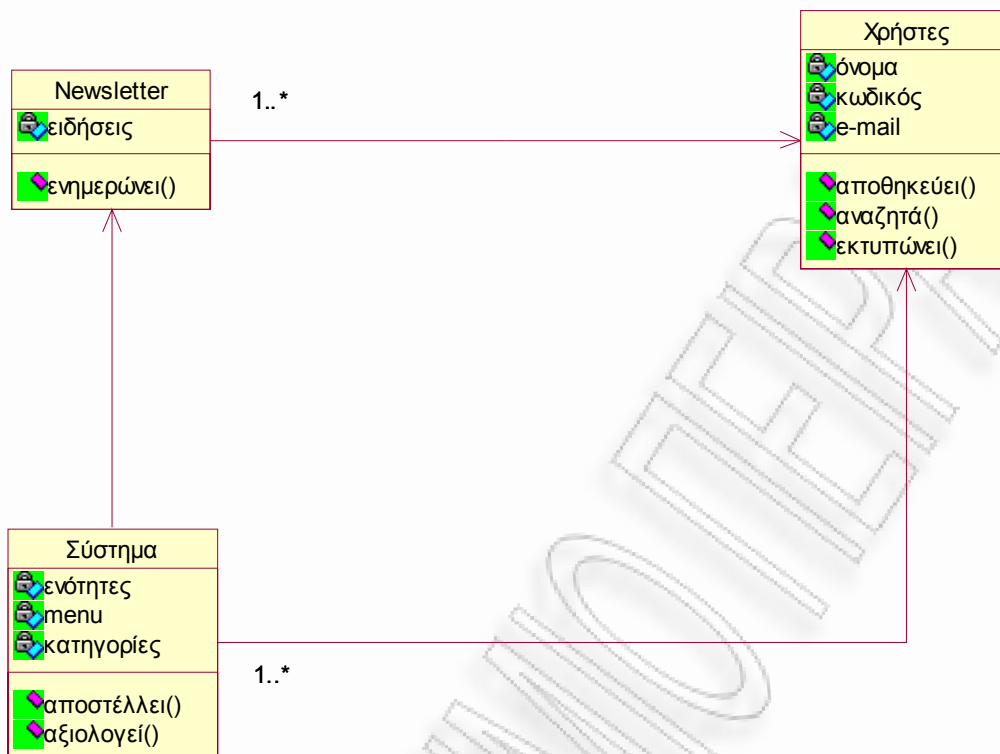 Newsletter
ειδήσεις
ενημερώνει()
1..*
Χρήστες
όνομα
κωδικός
e-mail
αποθηκεύει()
αναζητά()
εκτυπώνει()
Σύστημα
ενότητες
menu
κατηγορίες
αποστέλλει()
αξιολογεί()
1..*